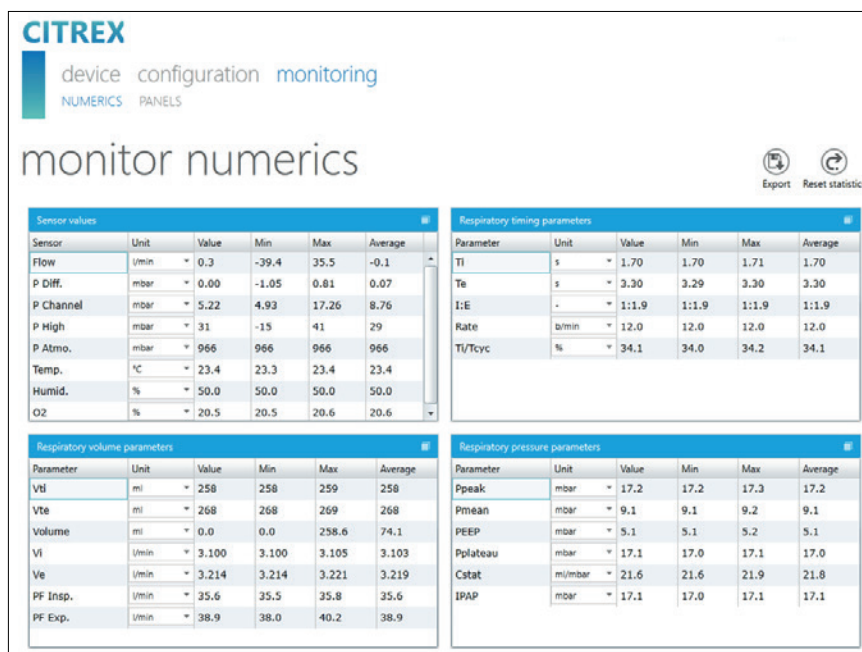 CITREX
device configuration monitoring
NUMERICS PANELS
monitor numerics
Export Reset statistic
Sensor values
Sensor Unit Value Min Max Average
Flow l/min 0.3 -39.4 35.5 -0.1
P Diff. mbar 0.00 -1.05 0.81 0.07
P Channel mbar 5.22 4.93 17.26 8.76
P High mbar 31 -15 41 29
P Atmo. mbar 966 966 966 966
Temp. °C 23.4 23.3 23.4 23.4
Humid. % 50.0 50.0 50.0 50.0
O2 % 20.5 20.5 20.6 20.6
Respiratory timing parameters
Parameter Unit Value Min Max Average
Ti s 1.70 1.70 1.71 1.70
Te s 3.30 3.29 3.30 3.30
I:E - 1:1.9 1:1.9 1:1.9 1:1.9
Rate b/min 12.0 12.0 12.0 12.0
Ti/Tcyc % 34.1 34.0 34.2 34.1
Respiratory volume parameters
Parameter Unit Value Min Max Average
Vti ml 258 258 259 258
Vte ml 268 268 269 268
Volume ml 0.0 0.0 258.6 74.1
Vi l/min 3.100 3.100 3.105 3.103
Ve l/min 3.214 3.214 3.221 3.219
PF Insp. l/min 35.6 35.5 35.8 35.6
PF Exp. l/min 38.9 38.0 40.2 38.9
Respiratory pressure parameters
Parameter Unit Value Min Max Average
Ppeak mbar 17.2 17.2 17.3 17.2
Pmean mbar 9.1 9.1 9.2 9.1
PEEP mbar 5.1 5.1 5.2 5.1
Pplateau mbar 17.1 17.0 17.1 17.0
Cstat ml/mbar 21.6 21.6 21.9 21.8
IPAP mbar 17.1 17.0 17.1 17.1